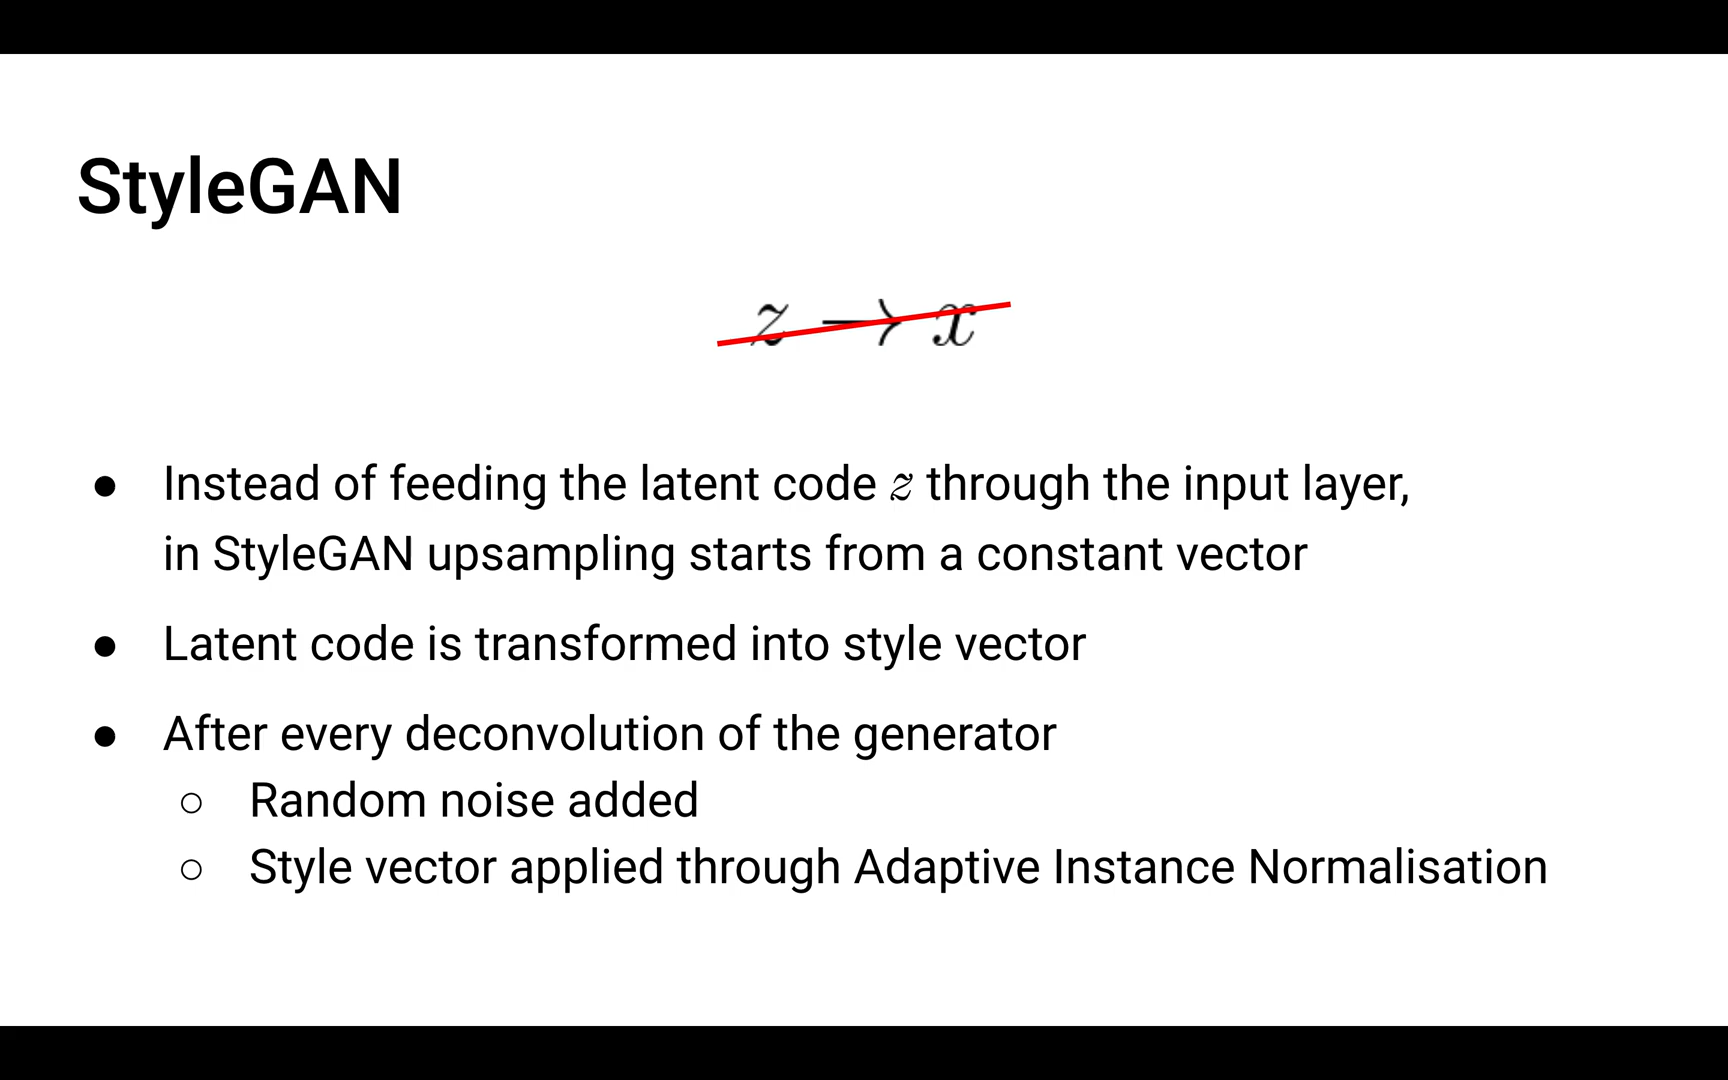 StyleGAN
z → x
● Instead of feeding the latent code z through the input layer,
in StyleGAN upsampling starts from a constant vector
● Latent code is transformed into style vector
● After every deconvolution of the generator
○ Random noise added
○ Style vector applied through Adaptive Instance Normalisation